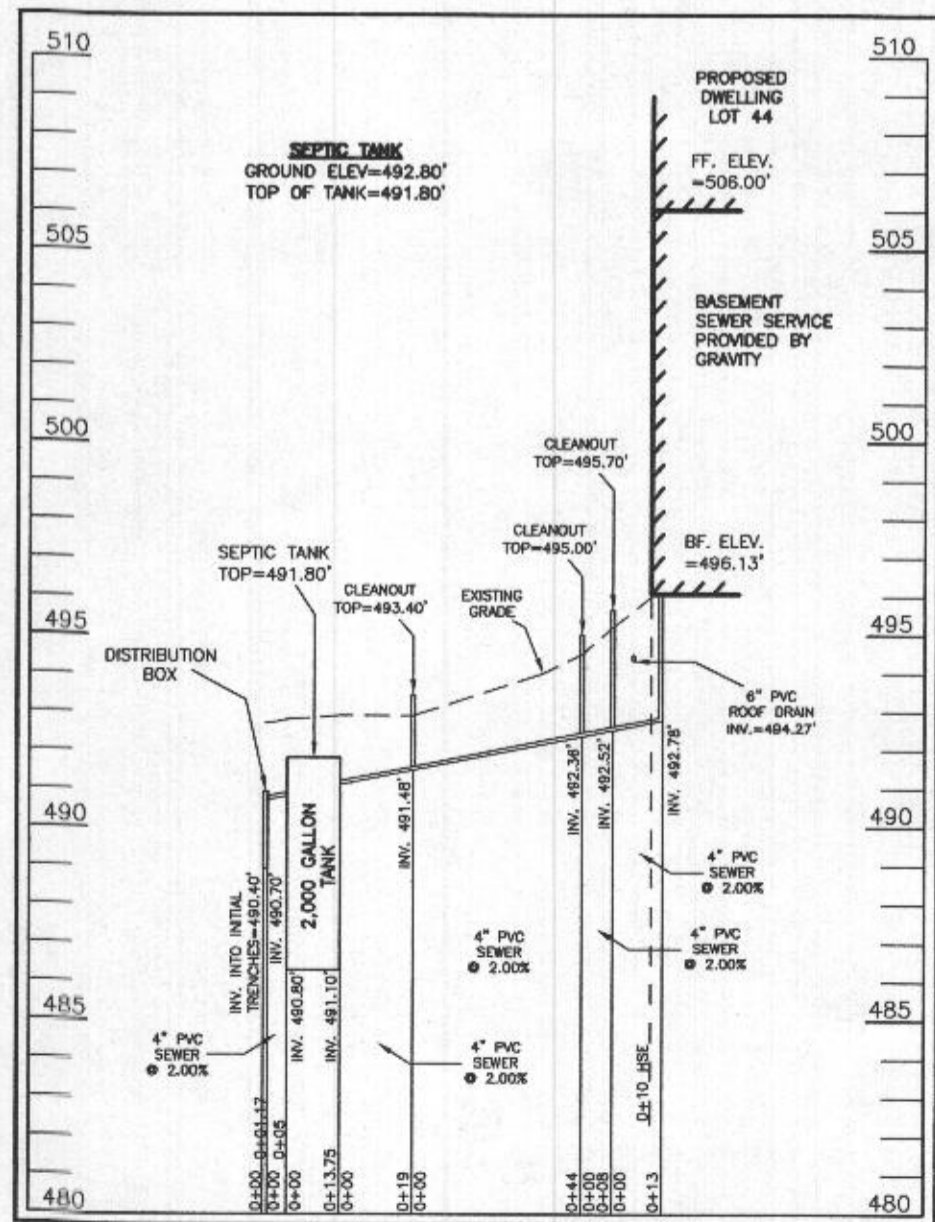 510
505
500
495
490
485
480
510
505
500
495
490
485
480
SEPTIC TANK
GROUND ELEV=492.80'
TOP OF TANK=491.80'
PROPOSED
DWELLING
LOT 44
FF. ELEV.
=506.00'
BASEMENT
SEWER SERVICE
PROVIDED BY
GRAVITY
CLEANOUT
TOP=495.70'
CLEANOUT
TOP=495.00'
BF. ELEV.
=496.13'
SEPTIC TANK
TOP=491.80'
CLEANOUT
TOP=493.40'
EXISTING
GRADE
DISTRIBUTION
BOX
6" PVC
ROOF DRAIN
INV.=494.27'
INV. INTO INITIAL
TRENCHES=490.40'
INV. 490.70'
2,000 GALLON
TANK
INV. 490.80'
INV. 491.10'
INV. 491.48'
INV. 492.36'
INV. 492.52'
INV. 492.78'
4" PVC
SEWER
@ 2.00%
4" PVC
SEWER
@ 2.00%
4" PVC
SEWER
@ 2.00%
4" PVC
SEWER
@ 2.00%
4" PVC
SEWER
@ 2.00%
0+00
0+01.17
0+00
0+05
0+00
0+13.75
0+00
0+19
0+00
0+44
0+00
0+08
0+00
0+10 HSE
0+13